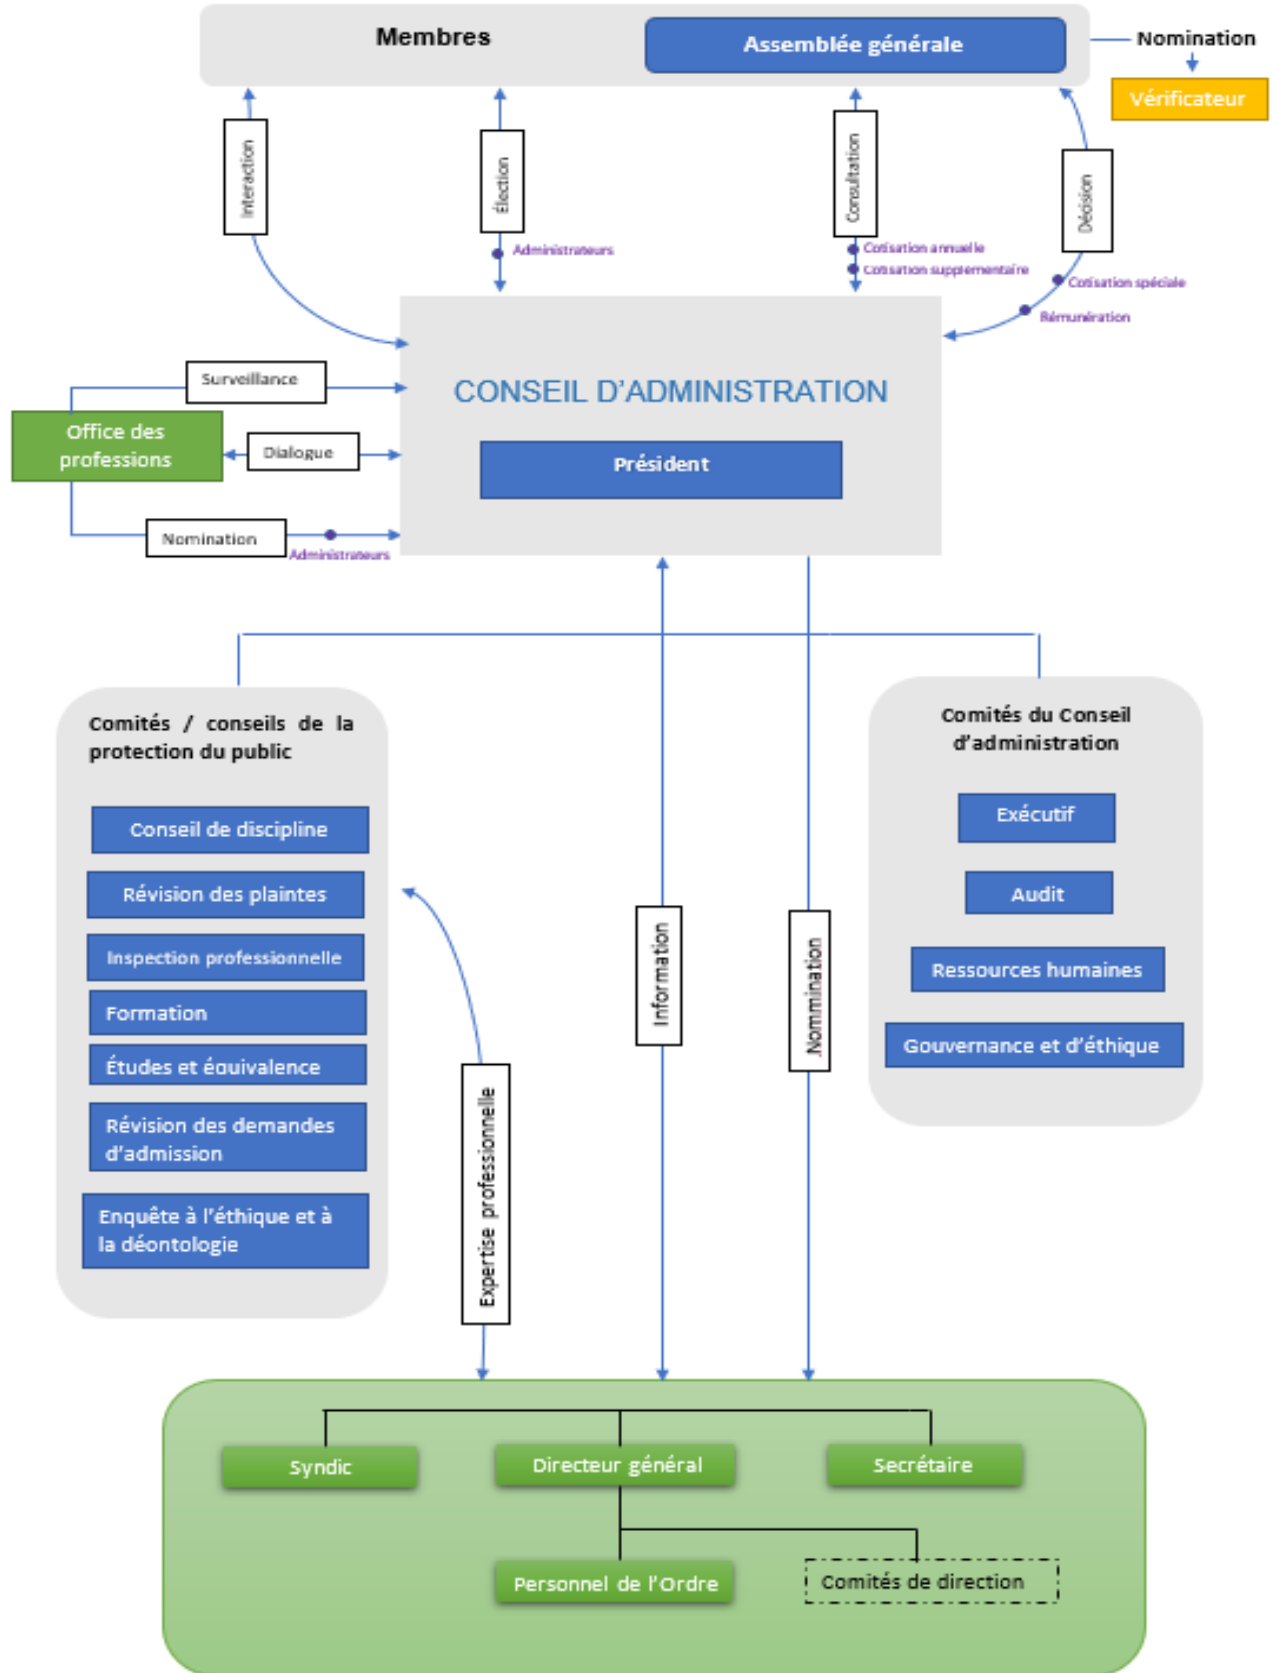 Membres
Assemblée générale
Nomination
Vérificateur
Interaction
Élection
Consultation
Décision
Administrateurs
Cotisation annuelle
Cotisation supplementaire
Cotisation spéciale
Rémunération
Surveillance
CONSEIL D'ADMINISTRATION
Office des
professions
Dialogue
Président
Nomination
Administrateurs
Comités / conseils de la
protection du public
Conseil de discipline
Révision des plaintes
Inspection professionnelle
Formation
Études et équivalence
Révision des demandes
d'admission
Enquête à l'éthique et à
la déontologie
Expertise professionnelle
Information
.Nommination
Comités du Conseil
d'administration
Exécutif
Audit
Ressources humaines
Gouvernance et d'éthique
Syndic
Directeur général
Secrétaire
Personnel de l'Ordre
Comités de direction